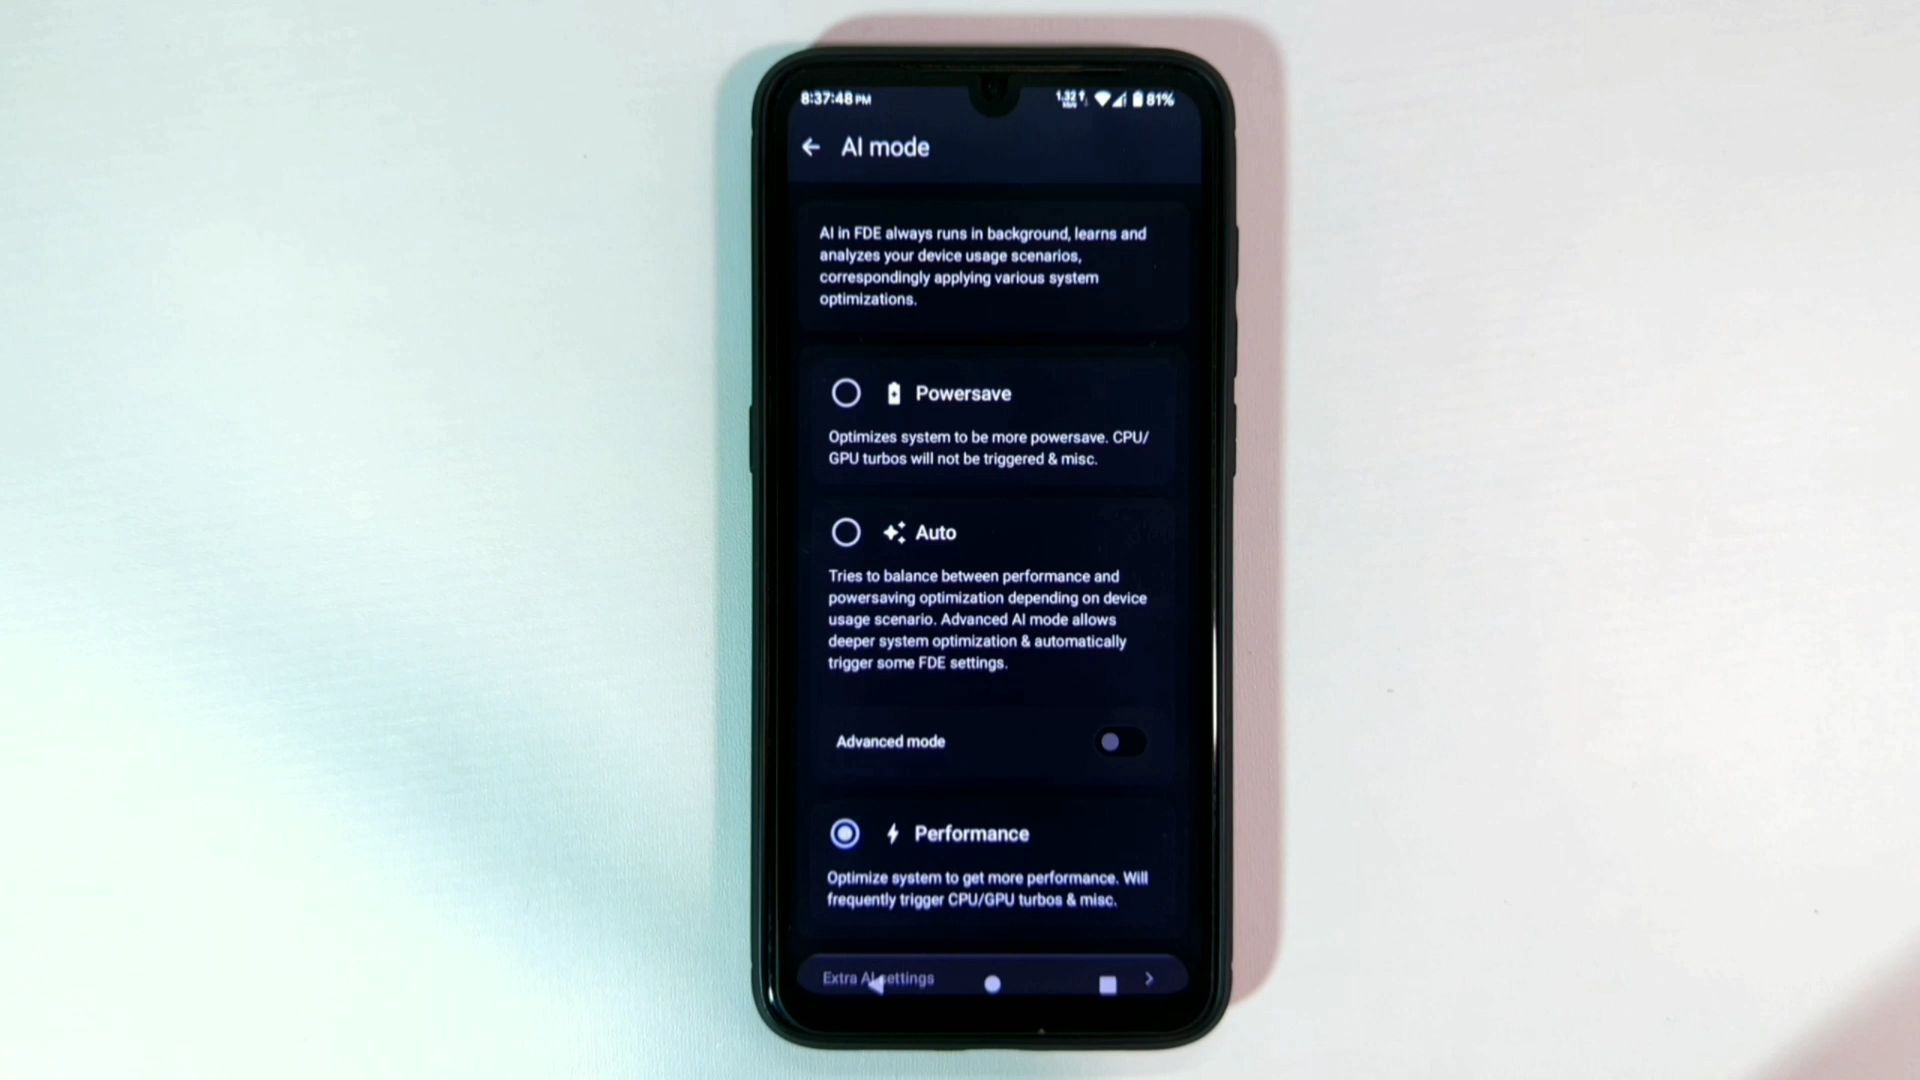 8:37:48 PM 1.32 81%
AI mode
AI in FDE always runs in background, learns and
analyzes your device usage scenarios,
correspondingly applying various system
optimizations.
Powersave
Optimizes system to be more powersave. CPU/
GPU turbos will not be triggered & misc.
Auto
Tries to balance between performance and
powersaving optimization depending on device
usage scenario. Advanced AI mode allows
deeper system optimization & automatically
trigger some FDE settings.
Advanced mode
Performance
Optimize system to get more performance. Will
frequently trigger CPU/GPU turbos & misc.
Extra AI settings